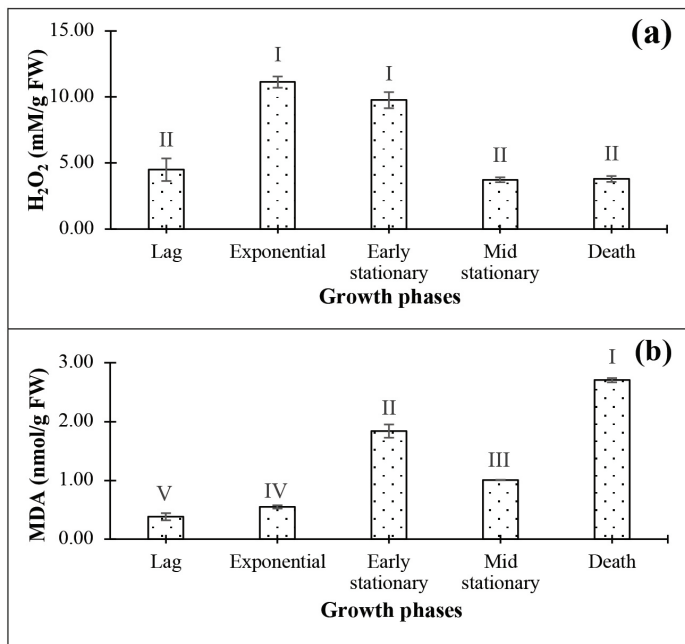 (a)
H₂O₂ (mM/g FW)
15.00
10.00
5.00
0.00
II
I
I
II
II
Lag
Exponential
Early
stationary
Mid
stationary
Death
Growth phases
(b)
MDA (nmol/g FW)
3.00
2.00
1.00
0.00
V
IV
II
III
I
Lag
Exponential
Early
stationary
Mid
stationary
Death
Growth phases